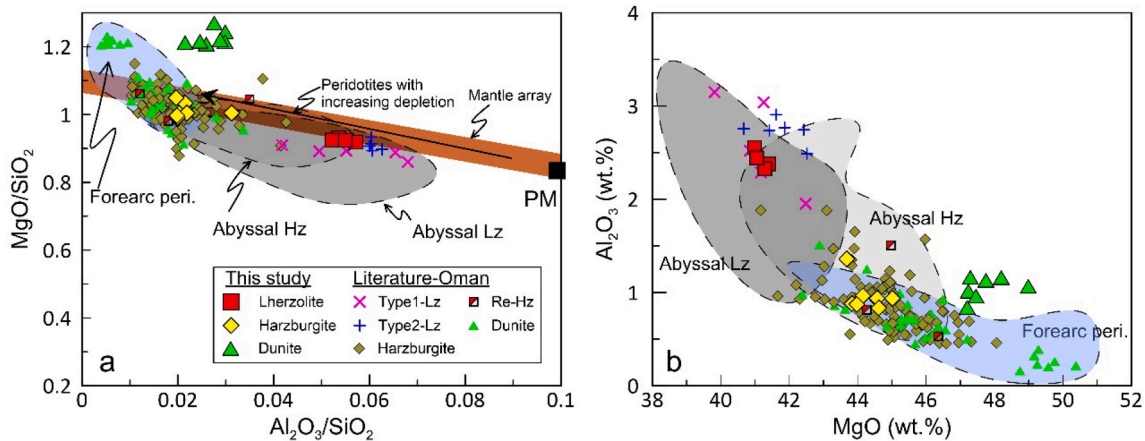 1.2
1
0.8
0.6
0.4
0.2
MgO/SiO2
0
0.02
0.04
0.06
0.08
0.1
Al2O3/SiO2
a
Peridotites with
increasing depletion
Mantle array
PM
Forearc peri.
Abyssal Hz
Abyssal Lz
This study
Literature-Oman
Lherzolite
Type1-Lz
Re-Hz
Harzburgite
Type2-Lz
Dunite
Dunite
Harzburgite
4
3
2
1
0
Al2O3 (wt.%)
38
40
42
44
46
48
50
52
MgO (wt.%)
b
Abyssal Hz
Abyssal Lz
Forearc peri.